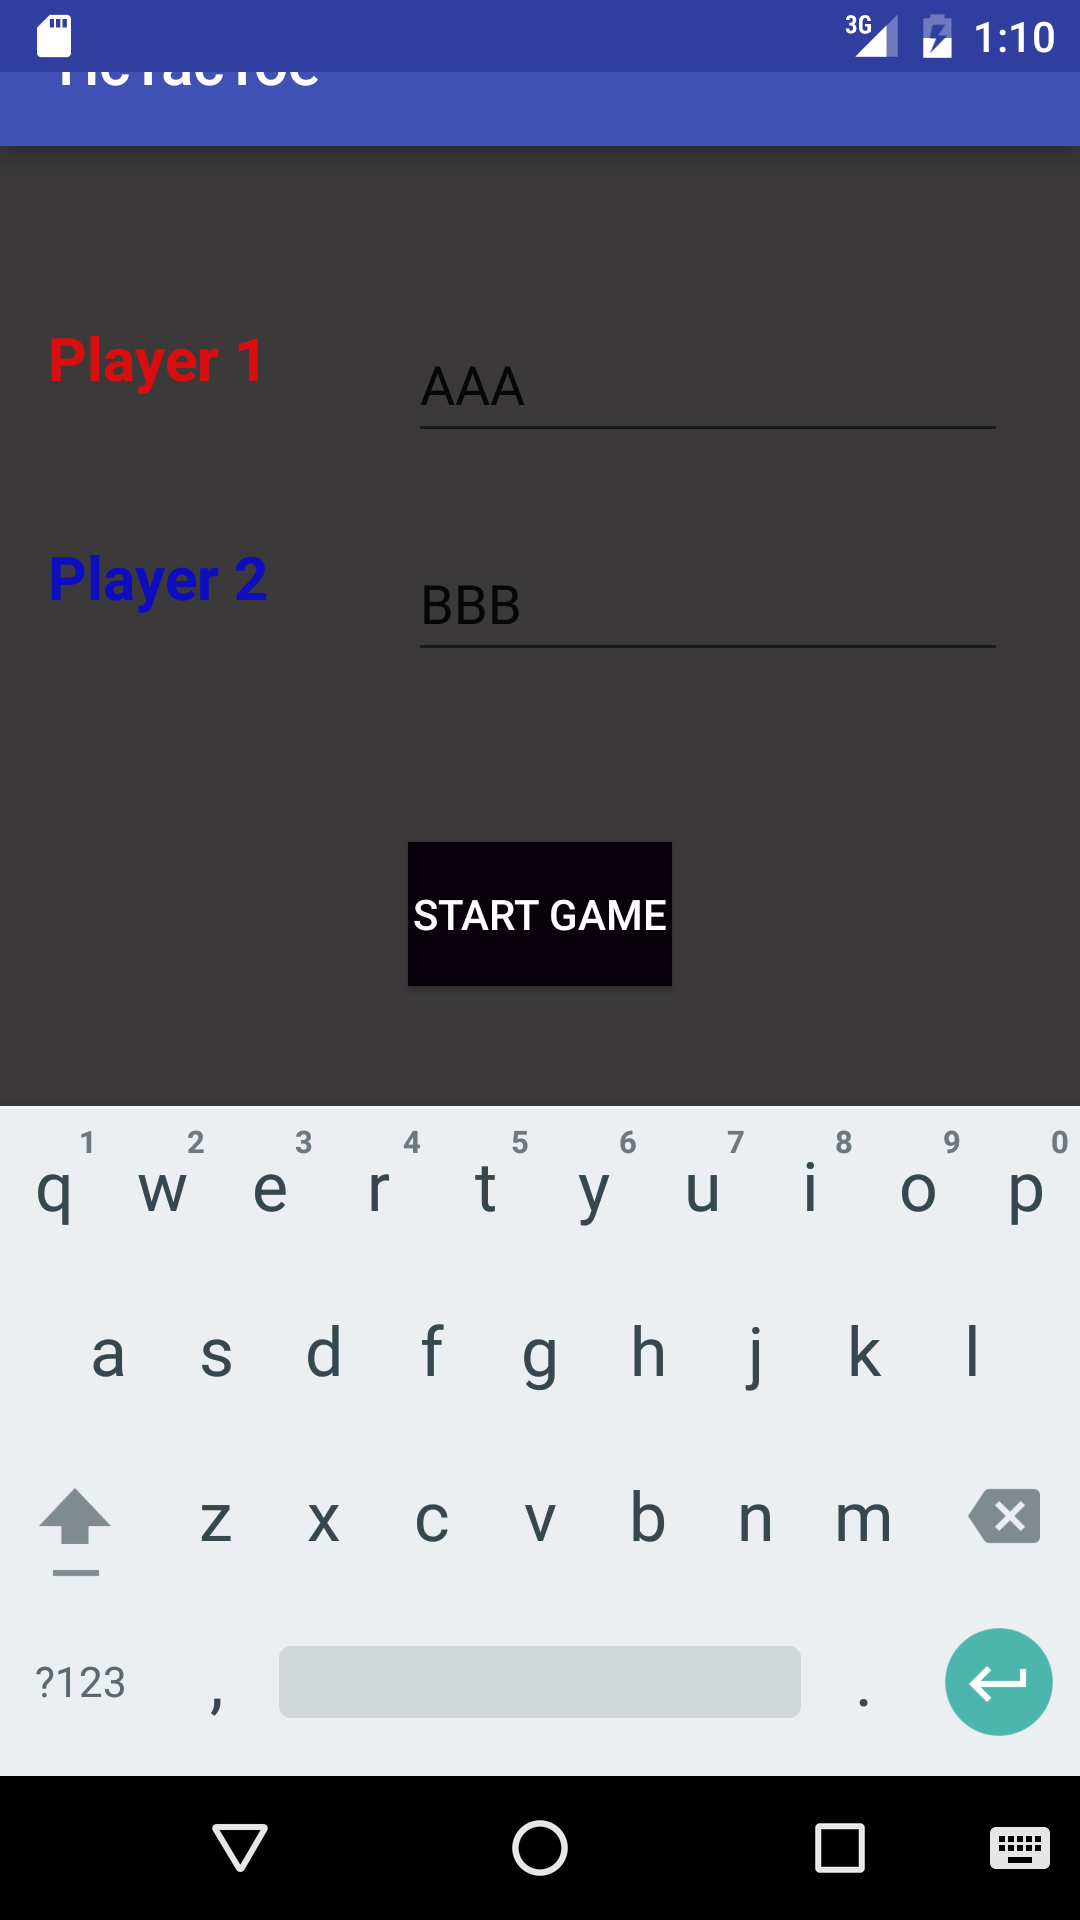 3G 1:10
TicTacToe
Player 1 AAA
Player 2 BBB
START GAME
1 2 3 4 5 6 7 8 9 0
q w e r t y u i o p
a s d f g h j k l
z x c v b n m
?123 , .